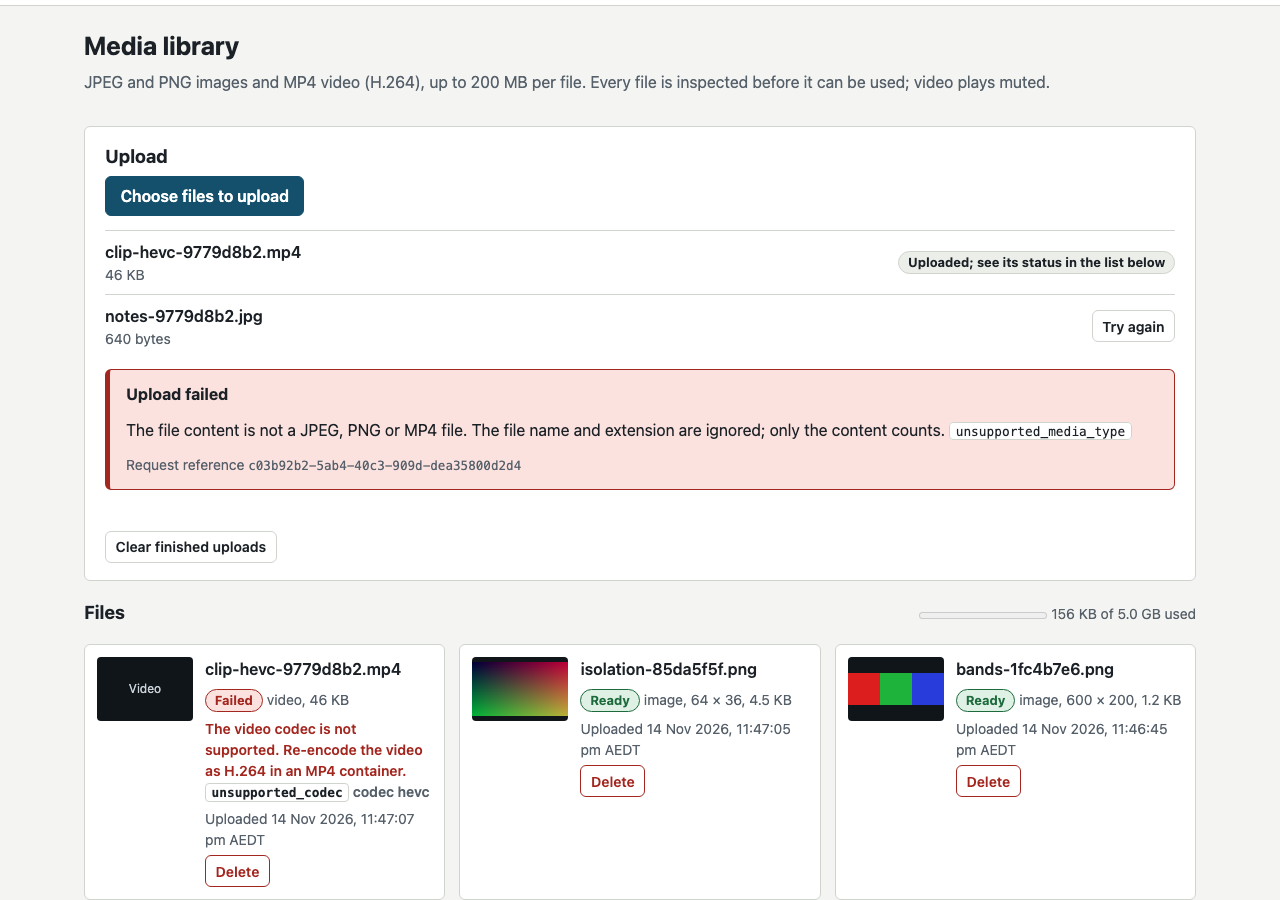 Media library
JPEG and PNG images and MP4 video (H.264), up to 200 MB per file. Every file is inspected before it can be used; video plays muted.
Upload
Choose files to upload
clip-hevc-9779d8b2.mp4
46 KB
Uploaded; see its status in the list below
notes-9779d8b2.jpg
640 bytes
Try again
Upload failed
The file content is not a JPEG, PNG or MP4 file. The file name and extension are ignored; only the content counts. unsupported_media_type
Request reference c03b92b2-5ab4-40c3-909d-dea35800d2d4
Clear finished uploads
Files
156 KB of 5.0 GB used
Video
clip-hevc-9779d8b2.mp4
Failed video, 46 KB
The video codec is not
supported. Re-encode the video
as H.264 in an MP4 container.
unsupported_codec codec hevc
Uploaded 14 Nov 2026, 11:47:07
pm AEDT
Delete
isolation-85da5f5f.png
Ready image, 64 × 36, 4.5 KB
Uploaded 14 Nov 2026, 11:47:05
pm AEDT
Delete
bands-1fc4b7e6.png
Ready image, 600 × 200, 1.2 KB
Uploaded 14 Nov 2026, 11:46:45
pm AEDT
Delete